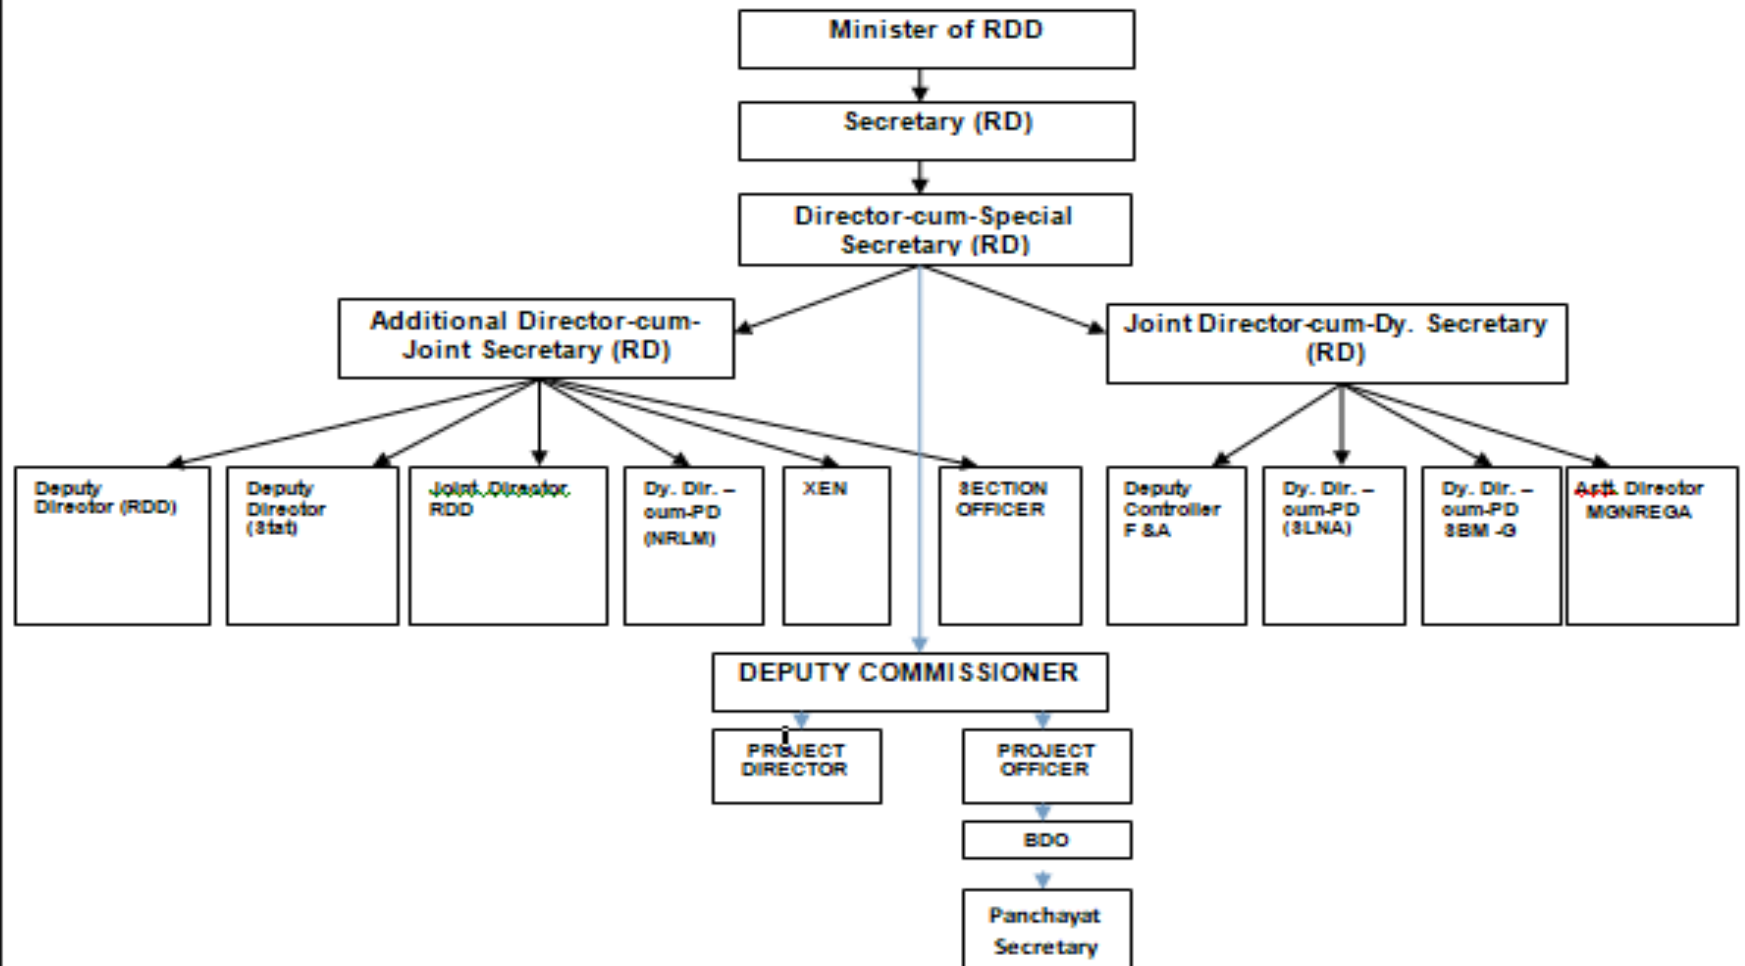 Minister of RDD
Secretary (RD)
Director-cum-Special
Secretary (RD)
Additional Director-cum-
Joint Secretary (RD)
Joint Director-cum-Dy. Secretary
(RD)
Deputy
Director (RDD)
Deputy
Director
(Stat)
Joint Director
RDD
Dy. Dir. –
cum-PD
(NRLM)
XEN
SECTION
OFFICER
Deputy
Controller
F &A
Dy. Dir. –
cum-PD
(SLNA)
Dy. Dir. –
cum-PD
SBM -G
Astt. Director
MGNREGA
DEPUTY COMMISSIONER
PROJECT
DIRECTOR
PROJECT
OFFICER
BDO
Panchayat
Secretary